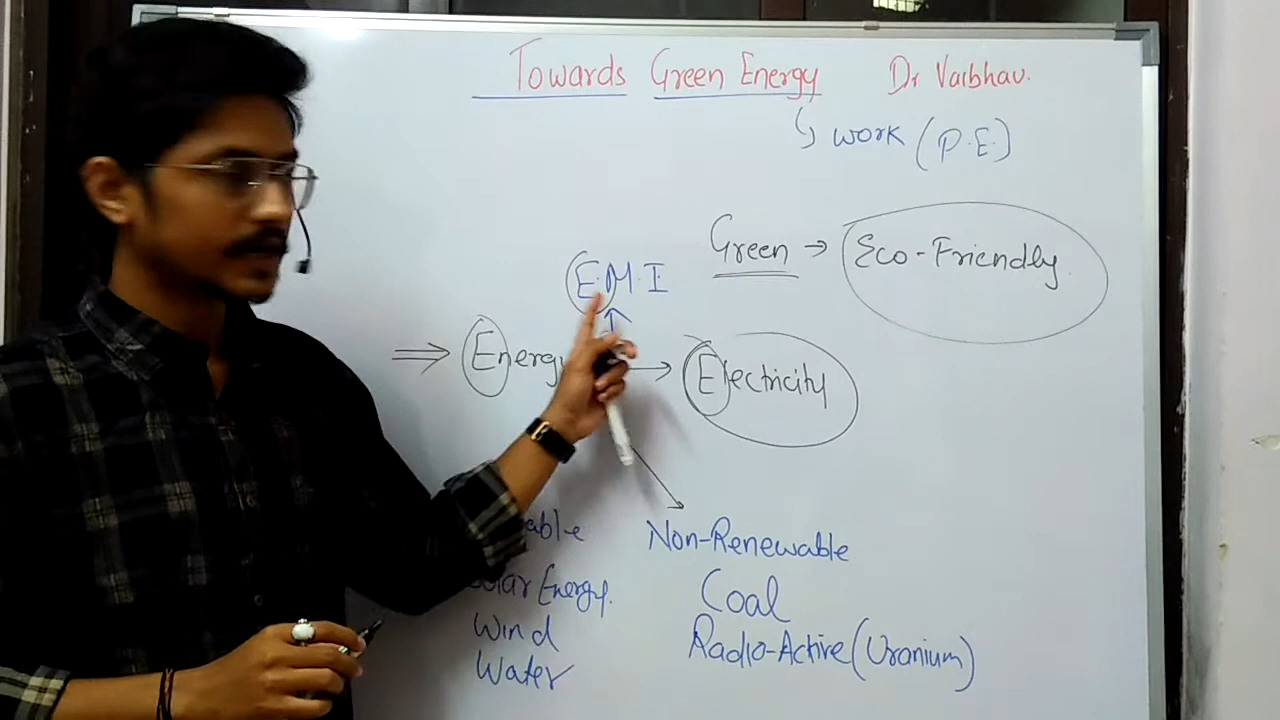 Towards Green Energy Dr Vaibhav.
↳ work (P.E.)
Green → Eco-Friendly
E.M.I
⇒ Energy → Electricity
able Non-Renewable
olar Energy. Coal
Wind Radio-Active (Uranium)
Water